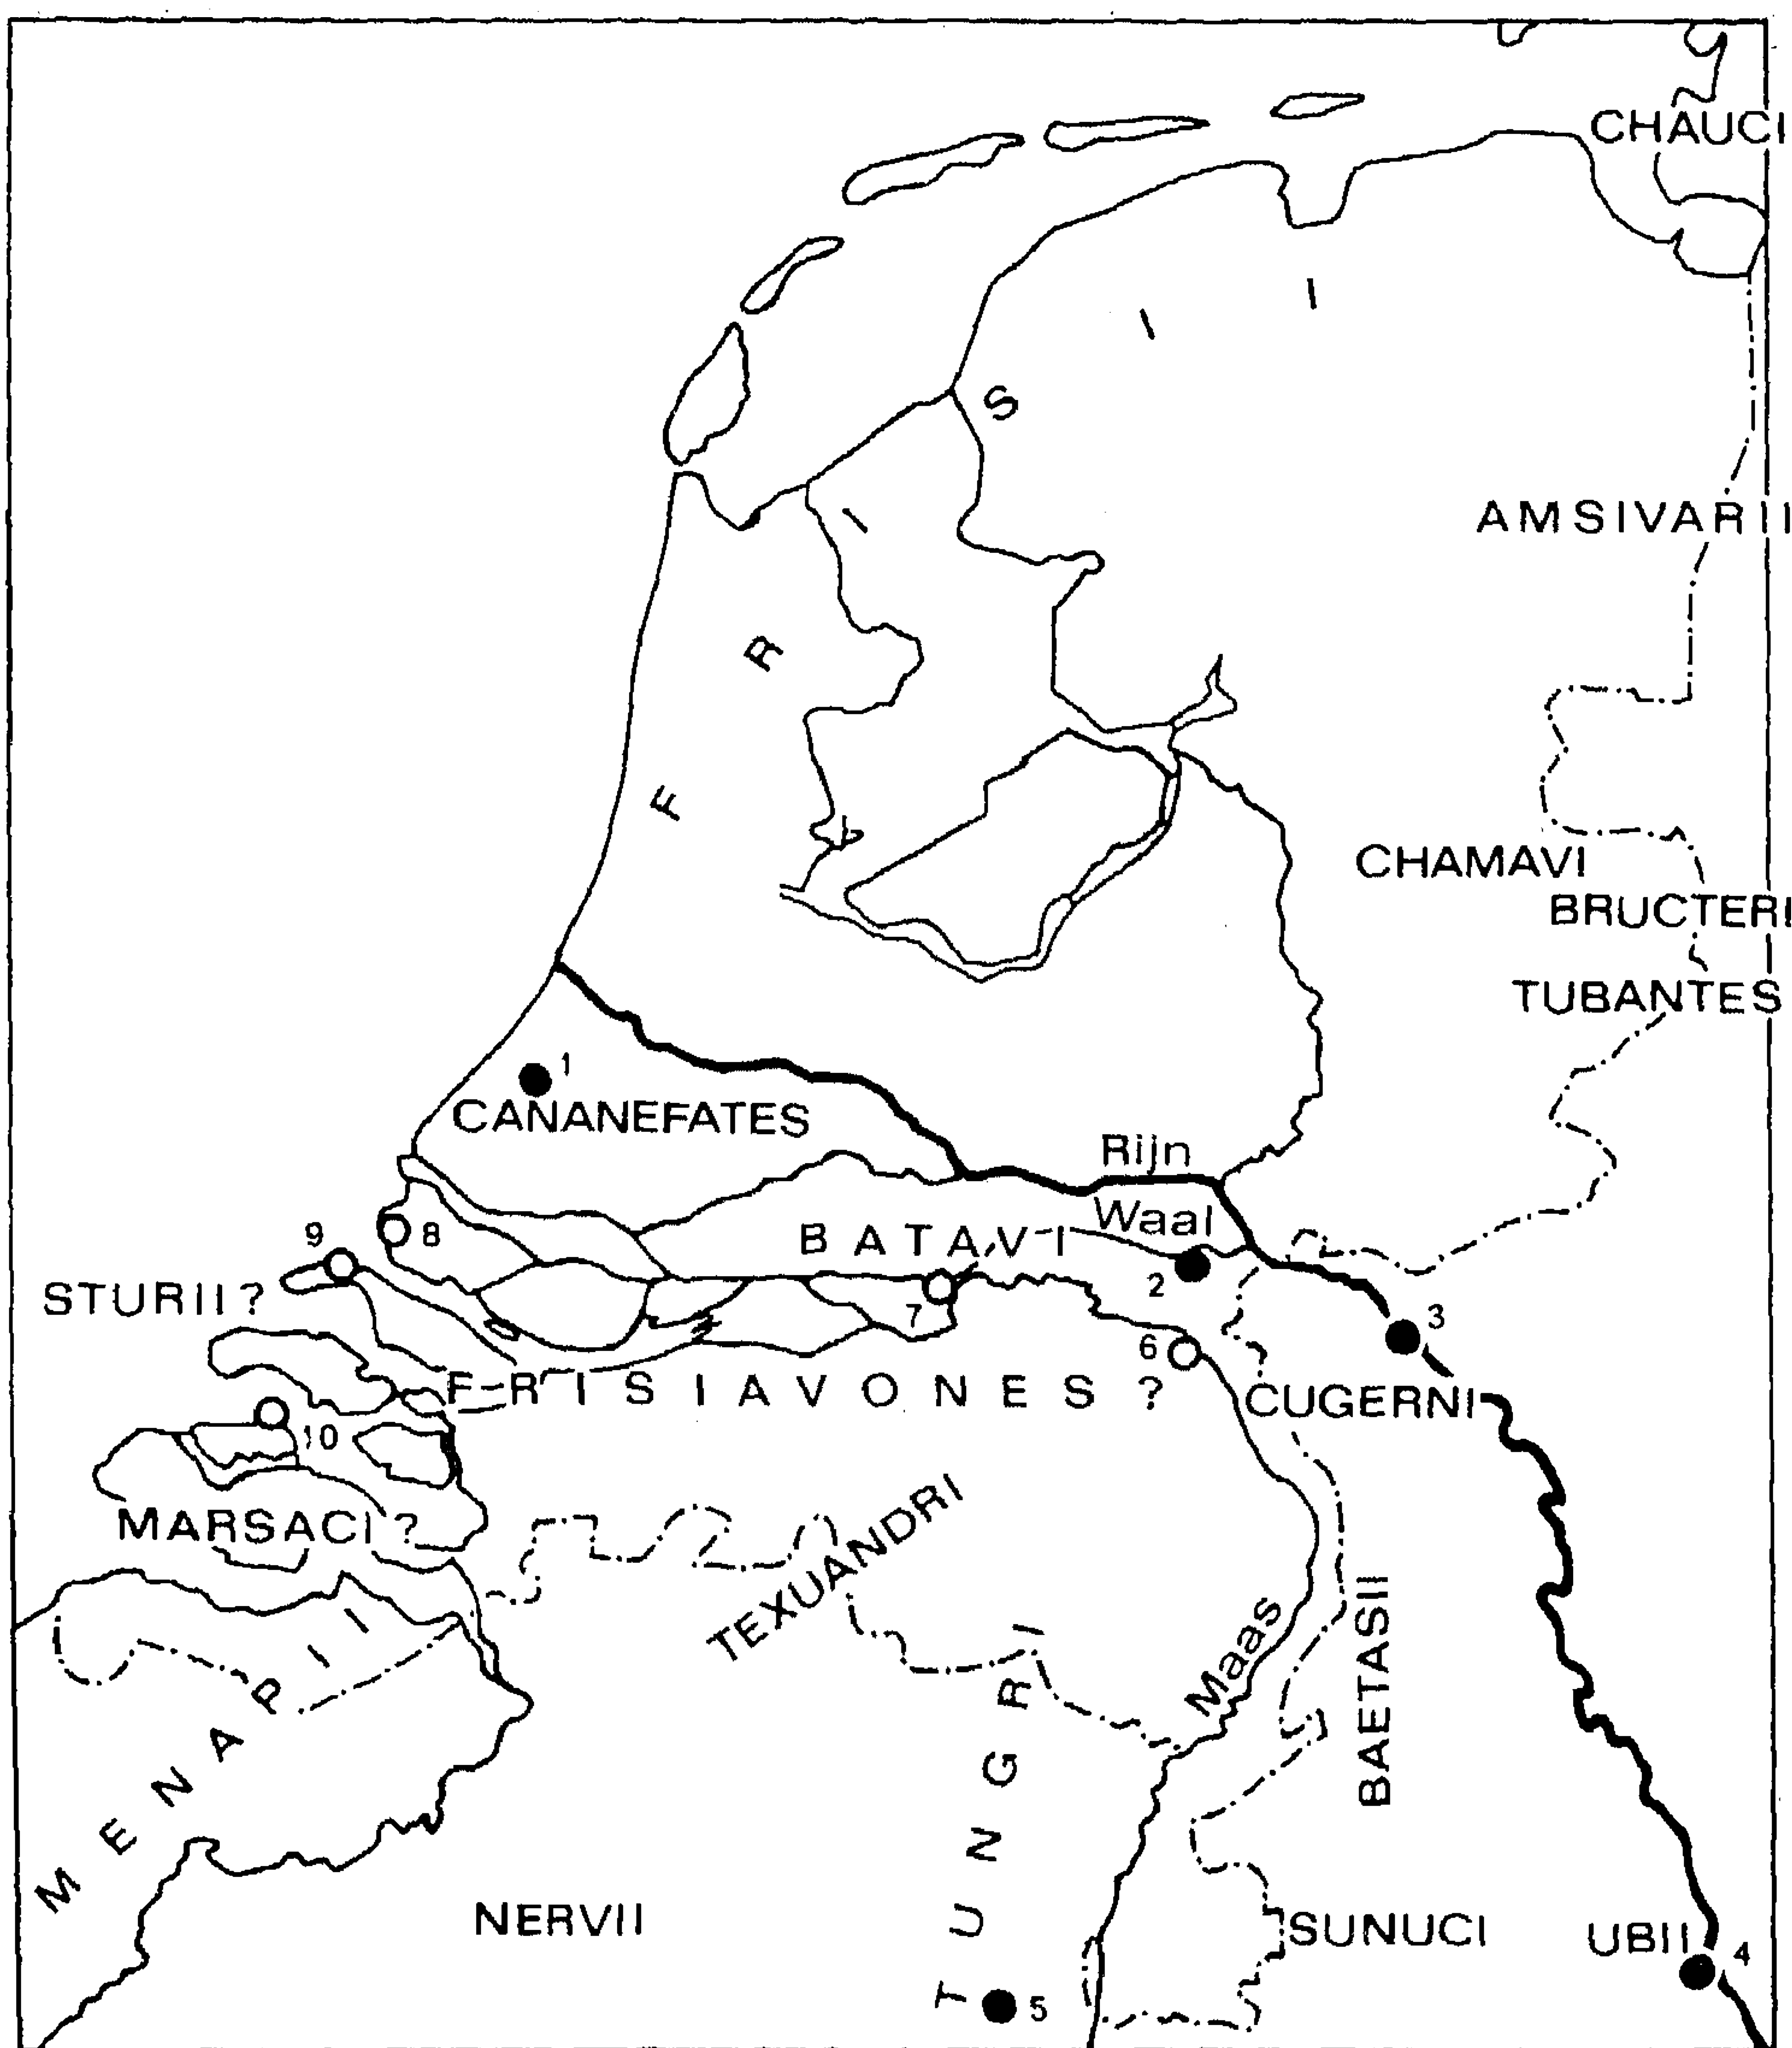 CHAUCI
FRISII
AMSIVARII
CHAMAVI
BRUCTERI
TUBANTES
1
CANANEFATES
Rijn
Waal
BATAVI
9
8
2
STURII?
7
3
6
FRISIAVONES?
CUGERNI
10
MARSACI?
TEXUANDRI
MENAPII
Maas
BAETASII
TUNGRI
NERVII
SUNUCI
UBII
4
5